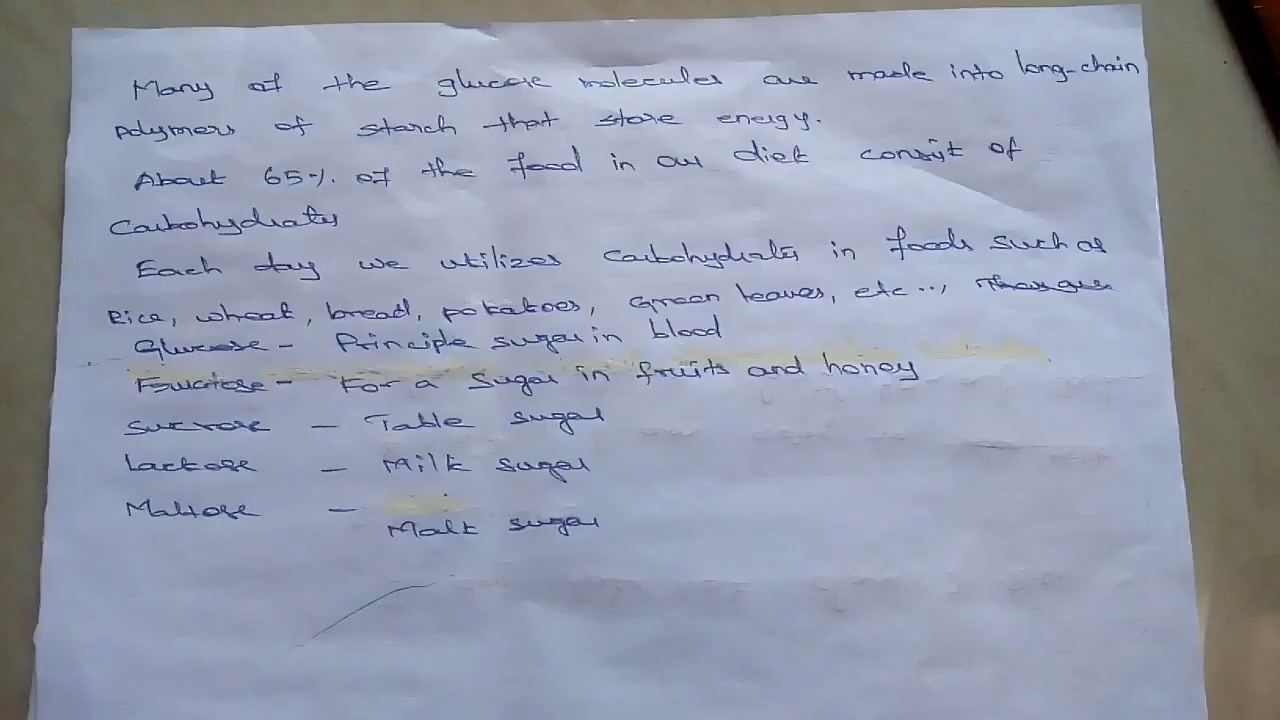 Many of the glucose molecules are made into long-chain
polymers of starch that store energy.
About 65%. of the food in our diet consist of
Carbohydrates
Each day we utilizes Carbohydrates in foods such as
Rice, wheat, bread, potatoes, Green leaves, etc..,
Glucose - Principle sugar in blood
Fouctose - For a Sugar in fruits and honey
Sucrose - Table sugar
Lactose - Milk sugar
Maltose -
Malt sugar